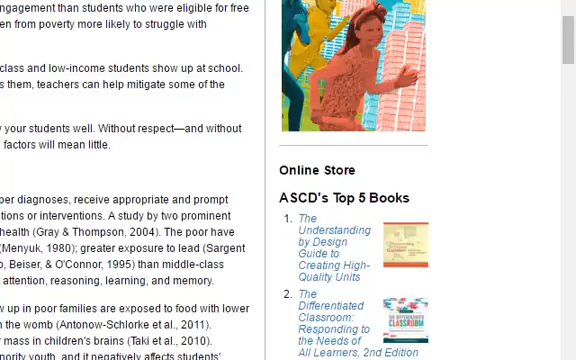 ngagement than students who were eligible for free
en from poverty more likely to struggle with
class and low-income students show up at school.
s them, teachers can help mitigate some of the
y your students well. Without respect—and without
factors will mean little.
per diagnoses, receive appropriate and prompt
tions or interventions. A study by two prominent
health (Gray & Thompson, 2004). The poor have
(Menyuk, 1980); greater exposure to lead (Sargent
o, Beiser, & O'Connor, 1995) than middle-class
attention, reasoning, learning, and memory.
w up in poor families are exposed to food with lower
n the womb (Antonow-Schlorke et al., 2011).
r mass in children's brains (Taki et al., 2010).
nority youth, and it negatively affects students'
Online Store
ASCD's Top 5 Books
1. The
Understanding
by Design
Guide to
Creating High-
Quality Units
2. The
Differentiated
Classroom:
Responding to
the Needs of
All Learners, 2nd Edition
CLASSROOM